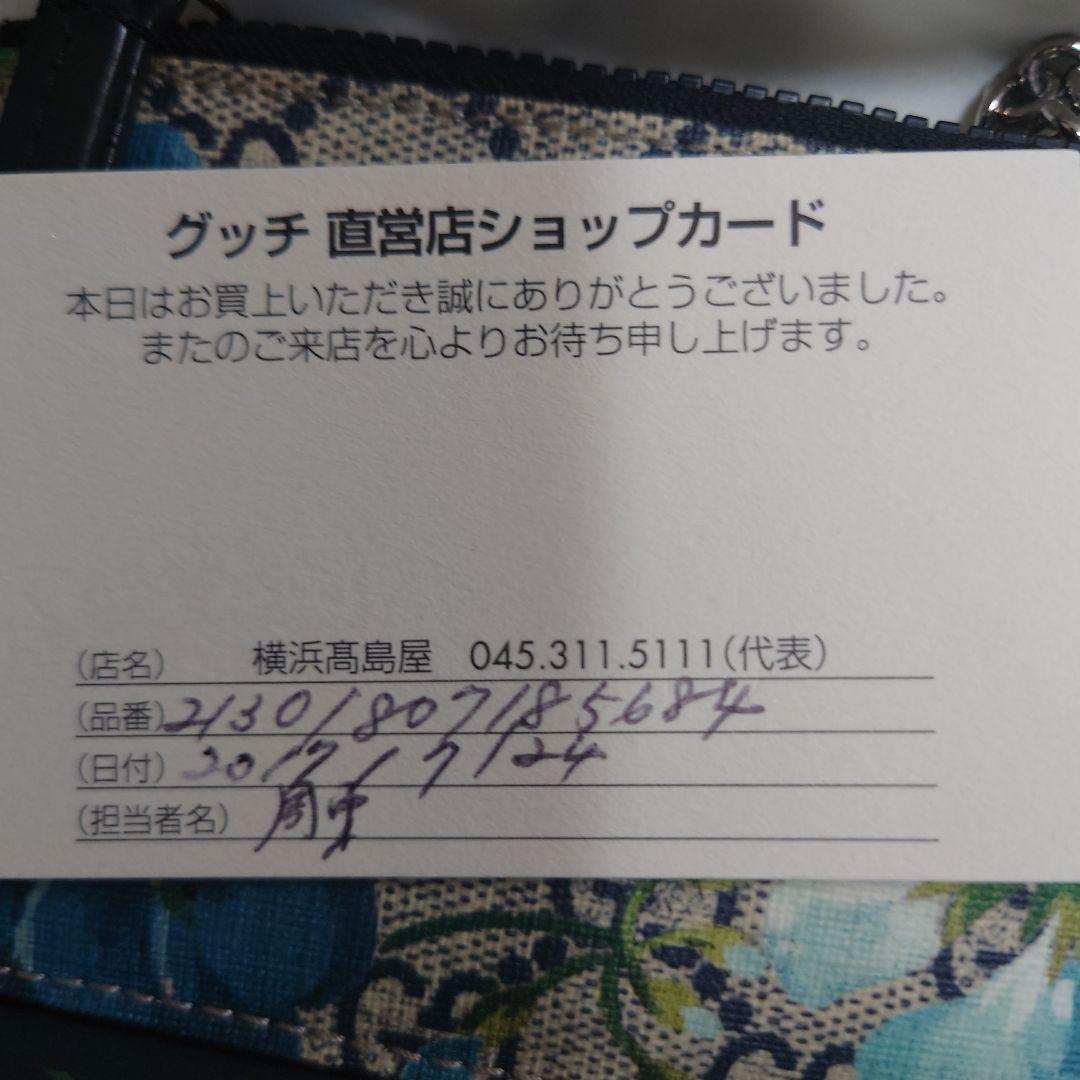 グッチ 直営店ショップカード
本日はお買上いただき誠にありがとうございました。
またのご来店を心よりお待ち申し上げます。
(店名) 横浜髙島屋 045.311.5111(代表)
(品番) 2130180718​5684
(日付) 2017/7/24
(担当者名)